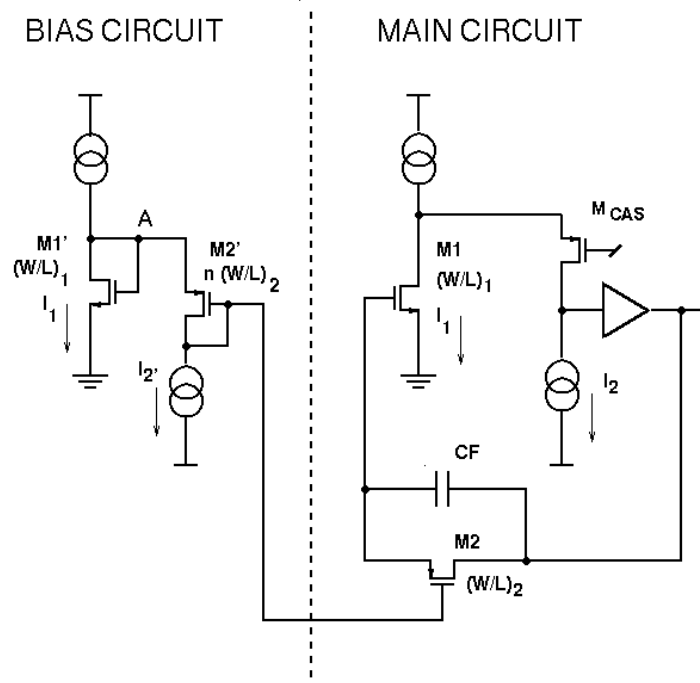 BIAS CIRCUIT
MAIN CIRCUIT
A
M1'
(W/L)1
I1
M2'
n (W/L)2
I2'
M CAS
M1
(W/L)1
I1
I2
CF
M2
(W/L)2